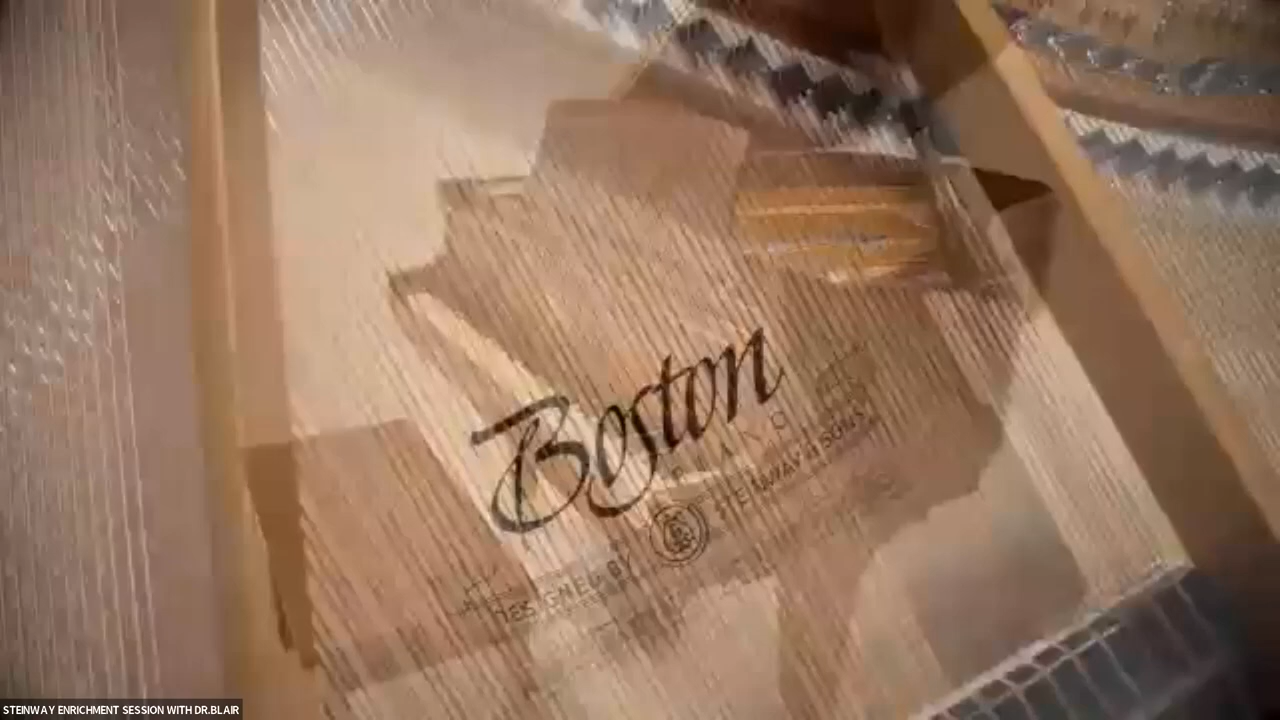 Boston
PIANO
DESIGNED BY STEINWAY & SONS
STEINWAY ENRICHMENT SESSION WITH DR.BLAIR